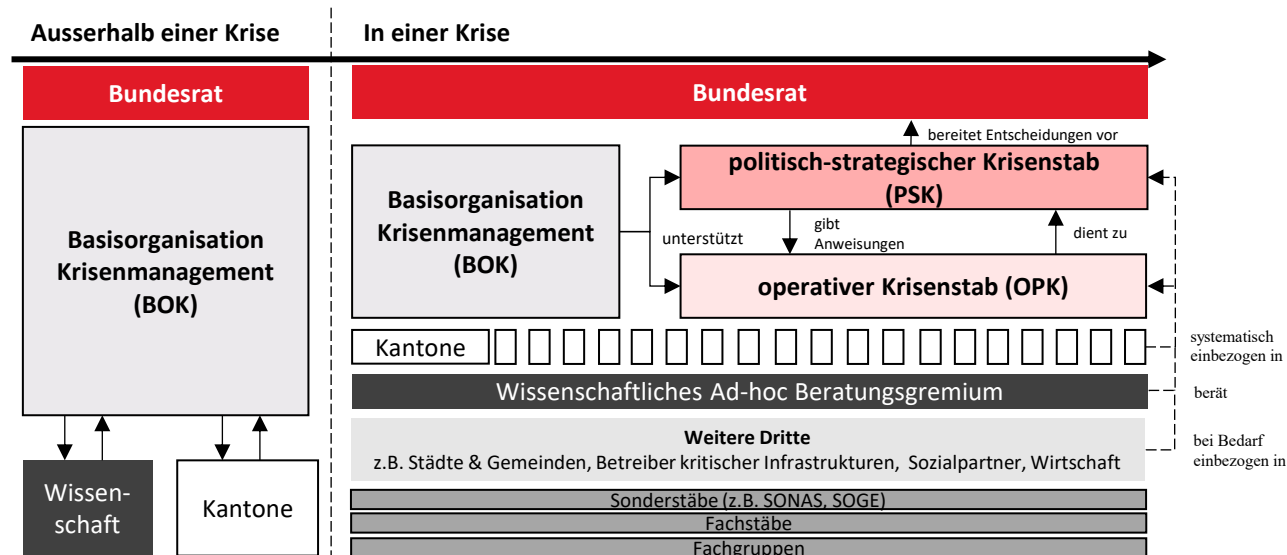 Ausserhalb einer Krise
In einer Krise
Bundesrat
Bundesrat
bereitet Entscheidungen vor
Basisorganisation
Krisenmanagement
(BOK)
Basisorganisation
Krisenmanagement
(BOK)
unterstützt
politisch-strategischer Krisenstab
(PSK)
gibt
Anweisungen
dient zu
operativer Krisenstab (OPK)
Kantone
systematisch
einbezogen in
Wissenschaftliches Ad-hoc Beratungsgremium
berät
Weitere Dritte
z.B. Städte & Gemeinden, Betreiber kritischer Infrastrukturen, Sozialpartner, Wirtschaft
bei Bedarf
einbezogen in
Wissen-
schaft
Kantone
Sonderstäbe (z.B. SONAS, SOGE)
Fachstäbe
Fachgruppen